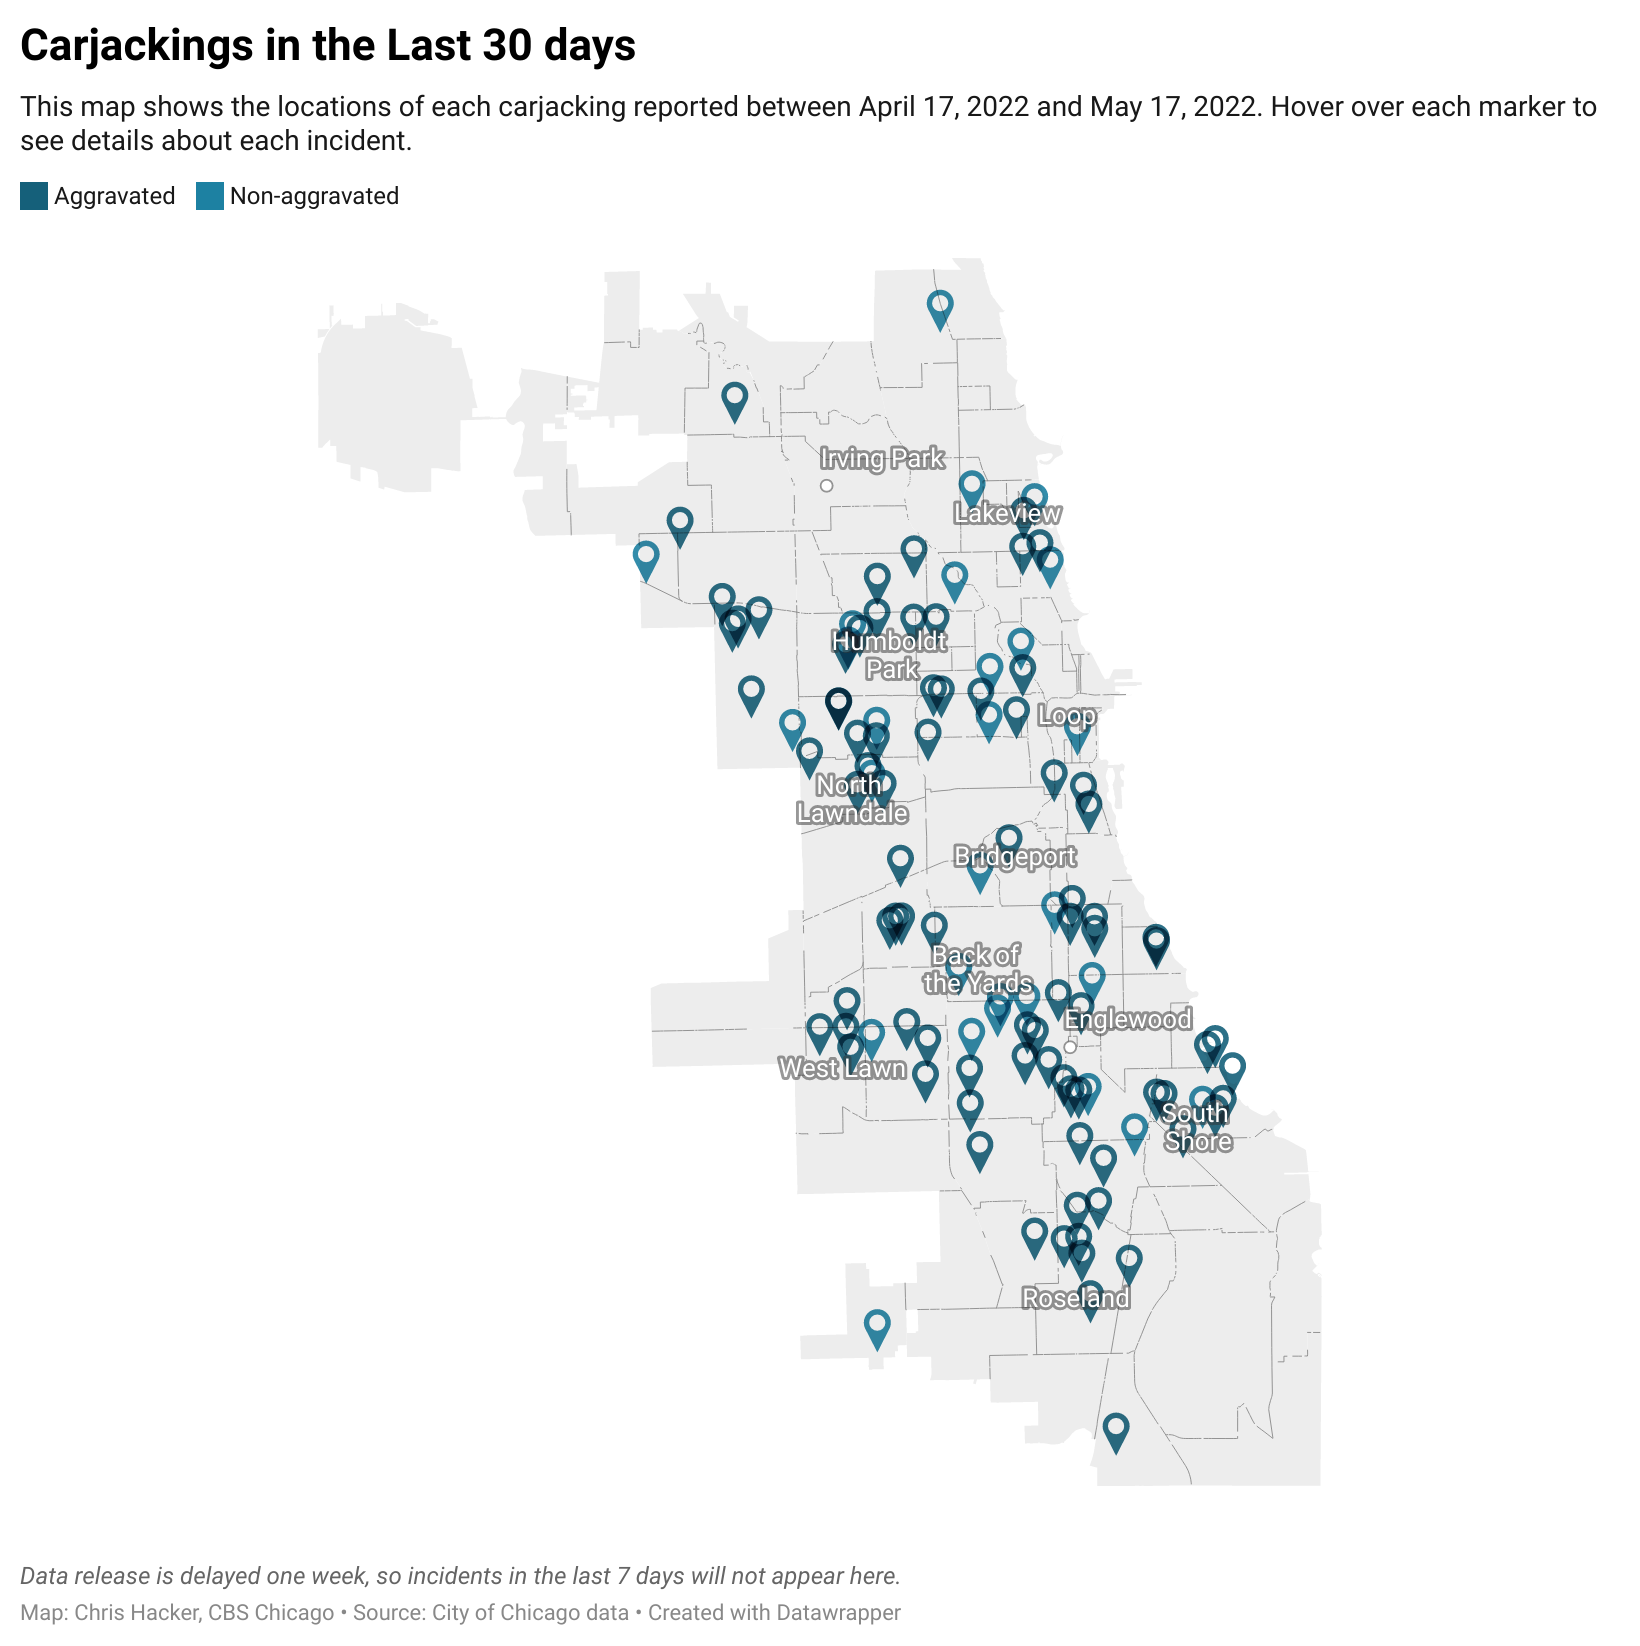 Carjackings in the Last 30 days
This map shows the locations of each carjacking reported between April 17, 2022 and May 17, 2022. Hover over each marker to
see details about each incident.
Aggravated Non-aggravated
Irving Park
Lakeview
Humboldt
Park
Loop
North
Lawndale
Bridgeport
Back of
the Yards
Englewood
West Lawn
South
Shore
Roseland
Data release is delayed one week, so incidents in the last 7 days will not appear here.
Map: Chris Hacker, CBS Chicago • Source: City of Chicago data • Created with Datawrapper